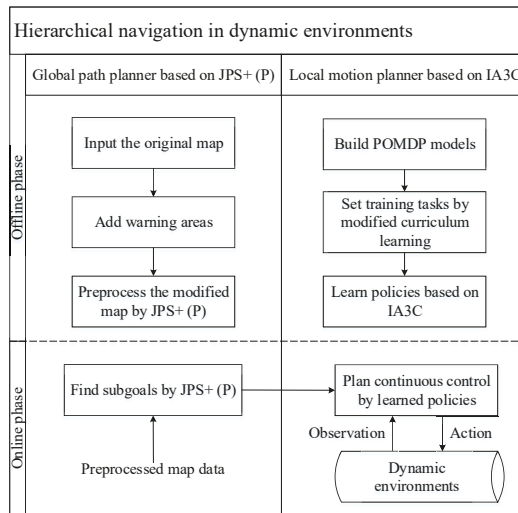 Hierarchical navigation in dynamic environments
Global path planner based on JPS+ (P)
Local motion planner based on IA3C
Offline phase
Input the original map
Add warning areas
Preprocess the modified
map by JPS+ (P)
Build POMDP models
Set training tasks by
modified curriculum
learning
Learn policies based on
IA3C
Online phase
Find subgoals by JPS+ (P)
Preprocessed map data
Plan continuous control
by learned policies
Observation
Action
Dynamic
environments